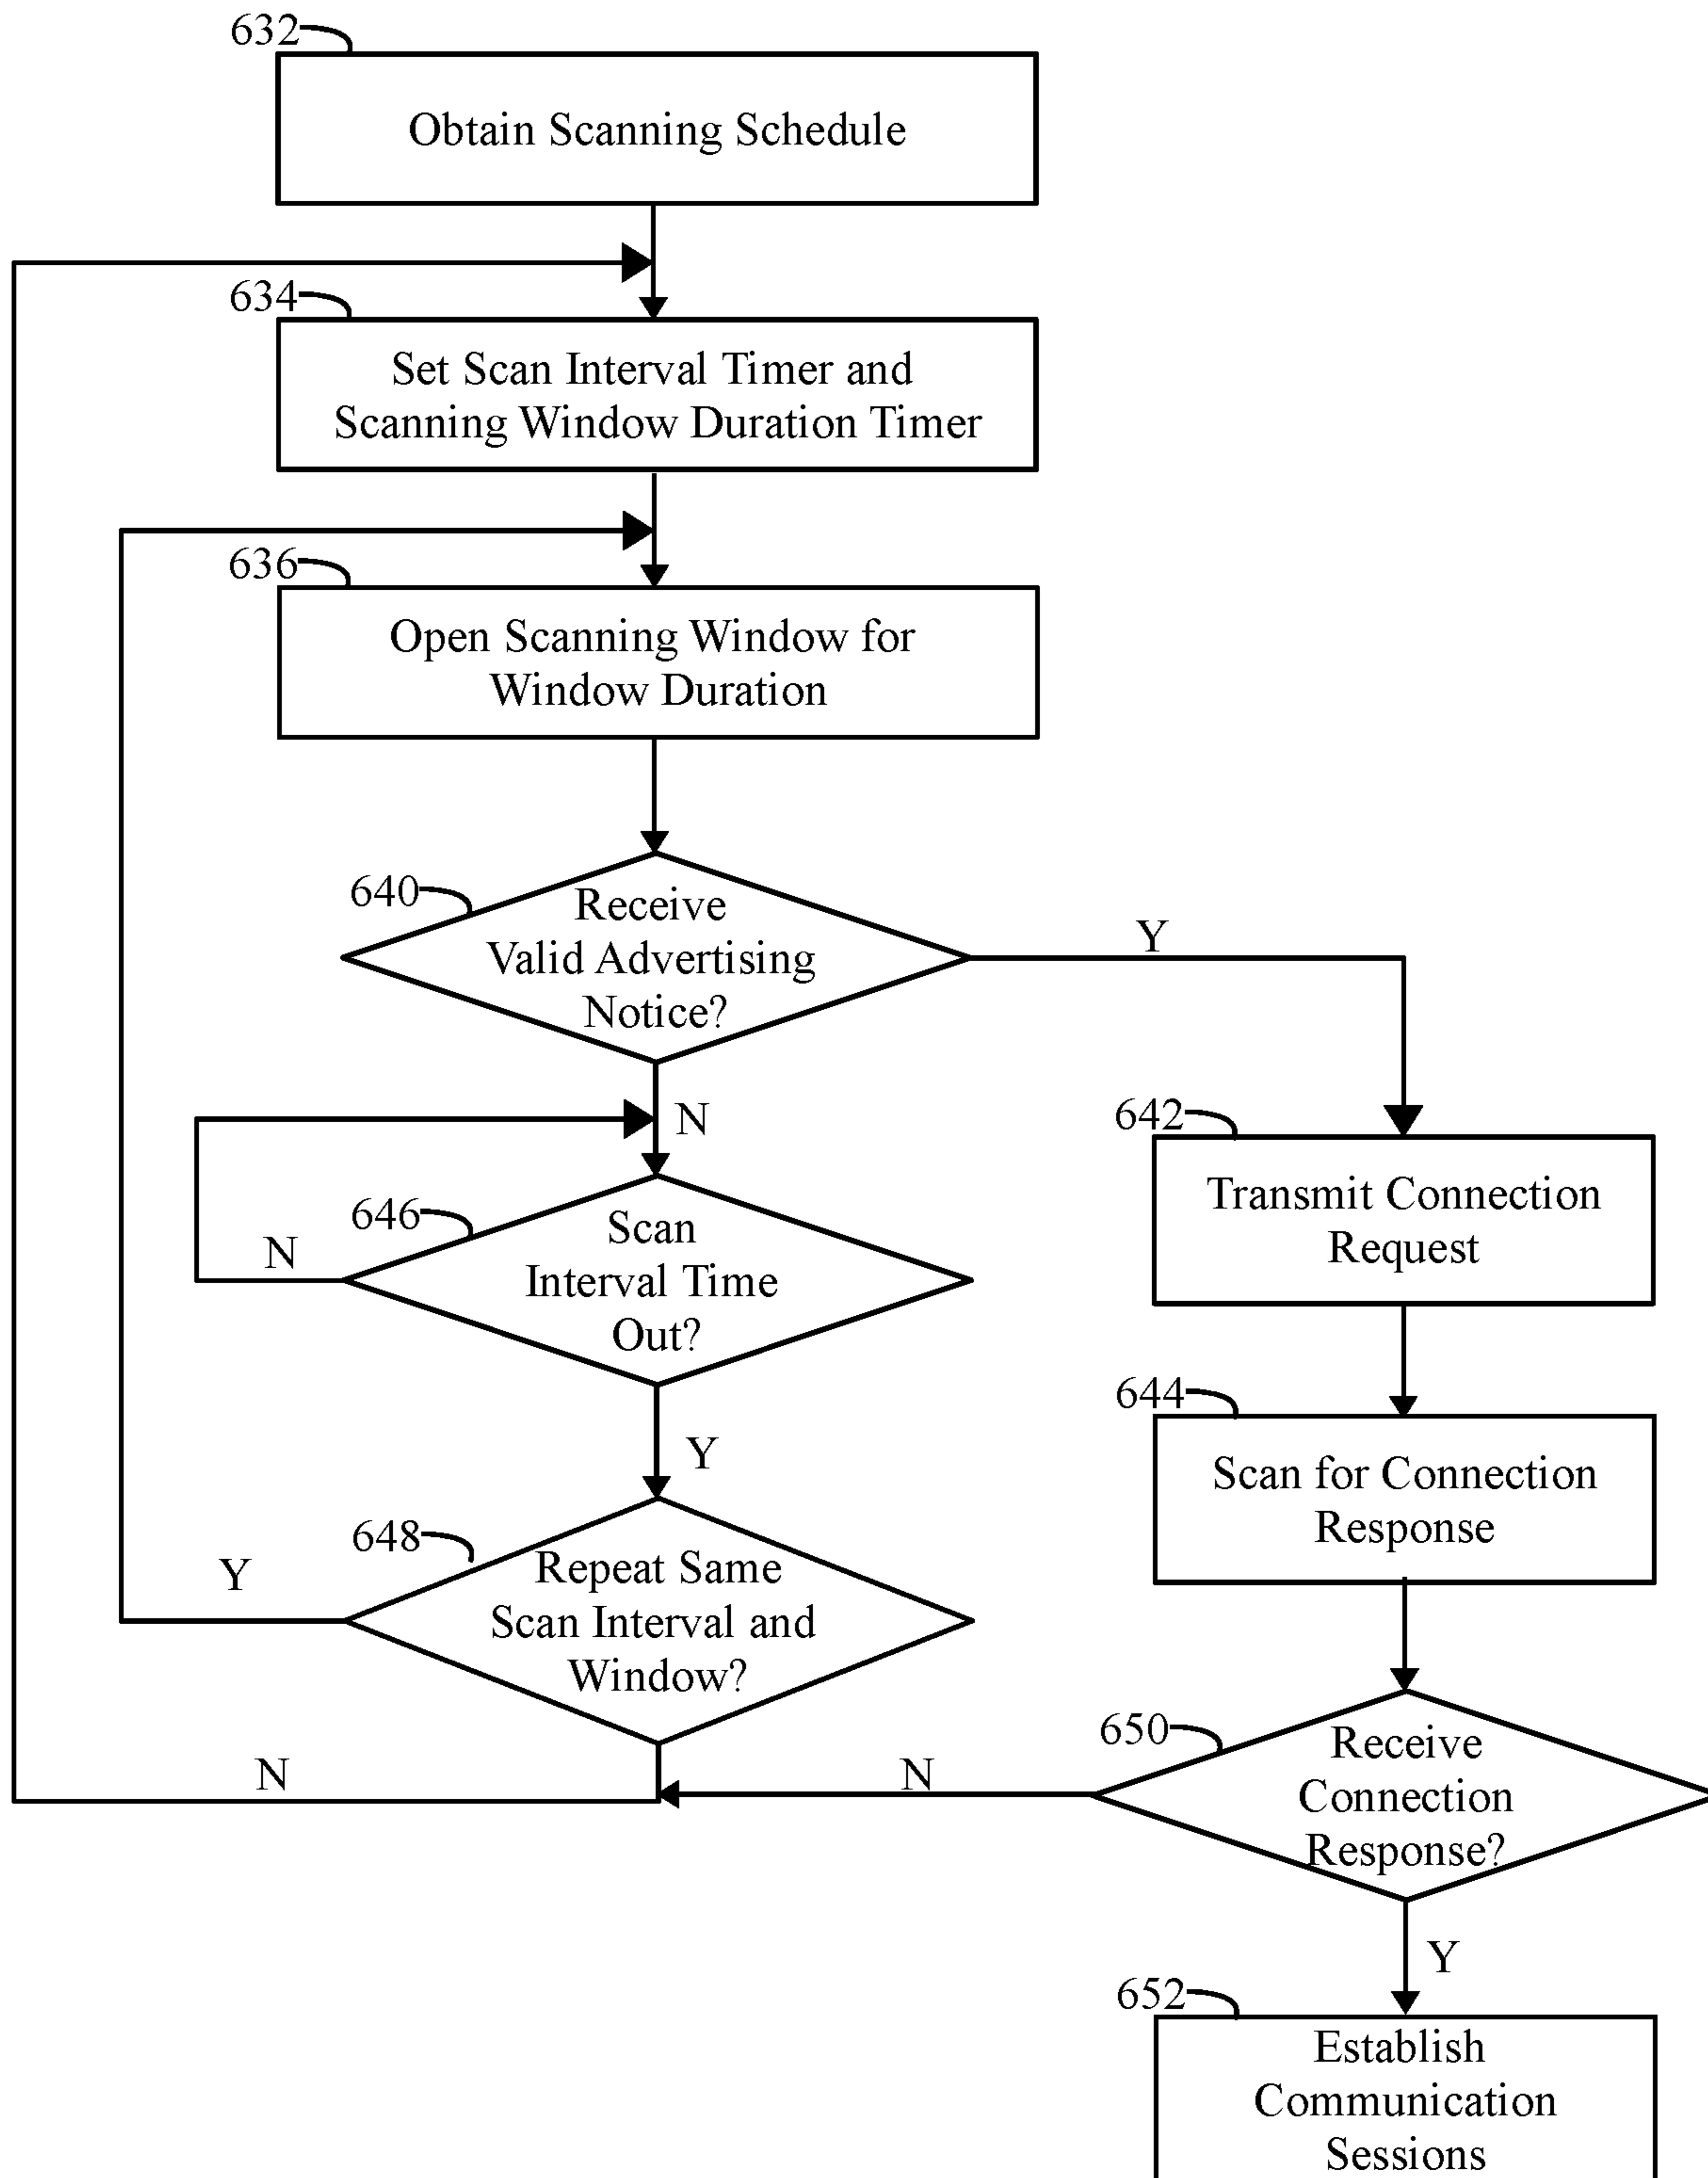 632
Obtain Scanning Schedule
634
Set Scan Interval Timer and
Scanning Window Duration Timer
636
Open Scanning Window for
Window Duration
640
Receive
Valid Advertising
Notice?
Y
N
642
Transmit Connection
Request
646
Scan
Interval Time
Out?
N
Y
644
Scan for Connection
Response
648
Repeat Same
Scan Interval and
Window?
Y
N
650
Receive
Connection
Response?
N
Y
652
Establish
Communication
Sessions